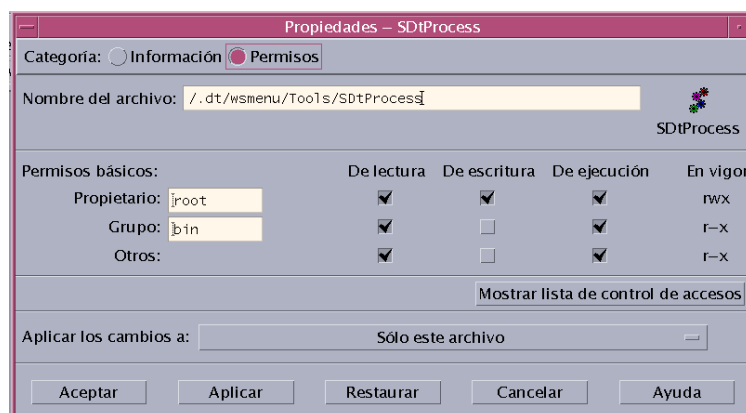 Propiedades – SDtProcess
Categoría: Información Permisos
Nombre del archivo: /.dt/wsmenu/Tools/SDtProcess
SDtProcess
Permisos básicos: De lectura De escritura De ejecución En vigor
Propietario: root rwx
Grupo: bin r–x
Otros: r–x
Mostrar lista de control de accesos
Aplicar los cambios a: Sólo este archivo
Aceptar Aplicar Restaurar Cancelar Ayuda